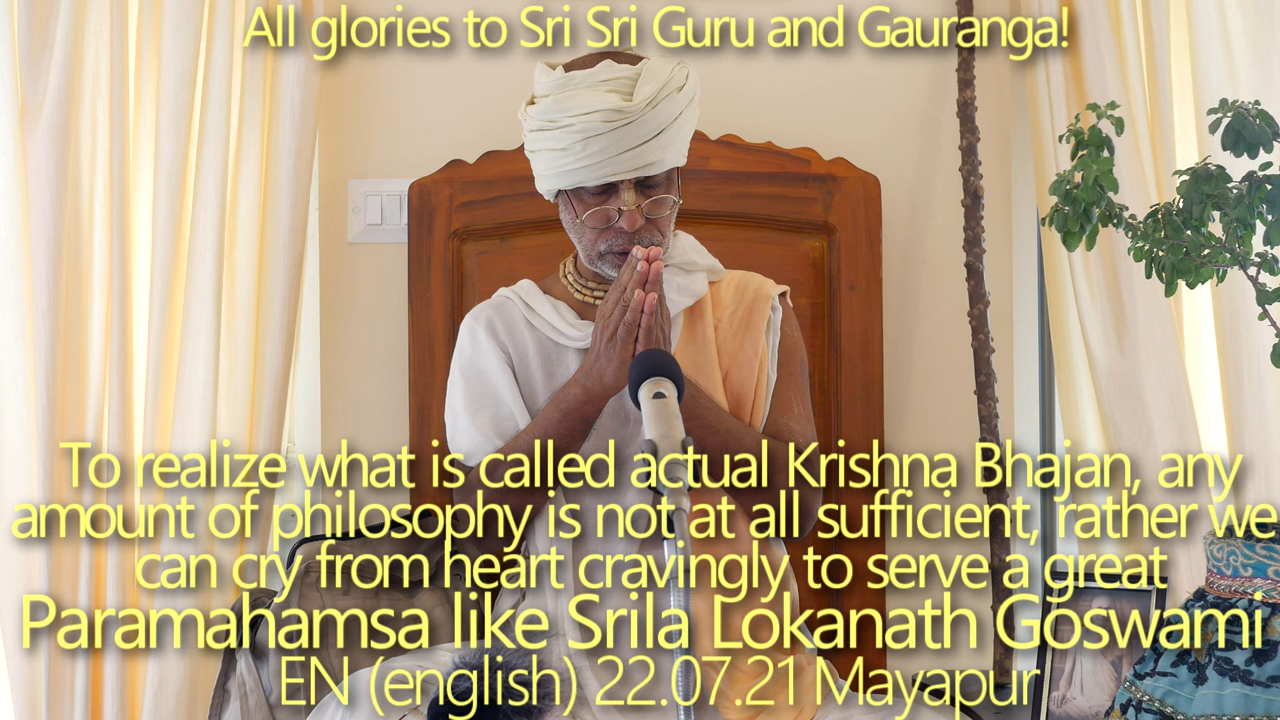 All glories to Sri Sri Guru and Gauranga!
To realize what is called actual Krishna Bhajan, any
amount of philosophy is not at all sufficient, rather we
can cry from heart cravingly to serve a great
Paramahamsa like Srila Lokanath Goswami
EN (english) 22.07.21 Mayapur